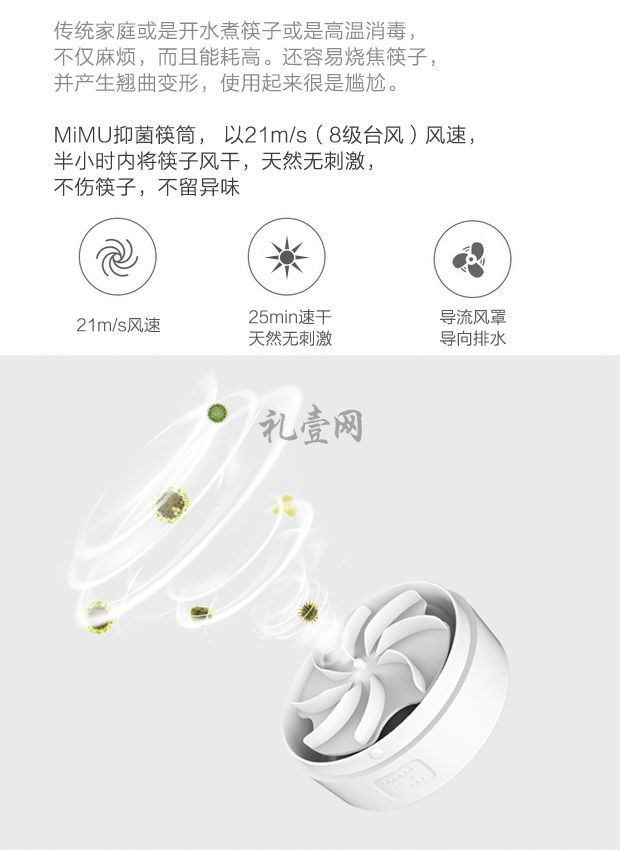 传统家庭或是开水煮筷子或是高温消毒，
不仅麻烦，而且能耗高。还容易烧焦筷子，
并产生翘曲变形，使用起来很是尴尬。
MiMU抑菌筷筒， 以21m/s（8级台风）风速，
半小时内将筷子风干，天然无刺激，
不伤筷子，不留异味
21m/s风速
25min速干
天然无刺激
导流风罩
导向排水
礼壹网